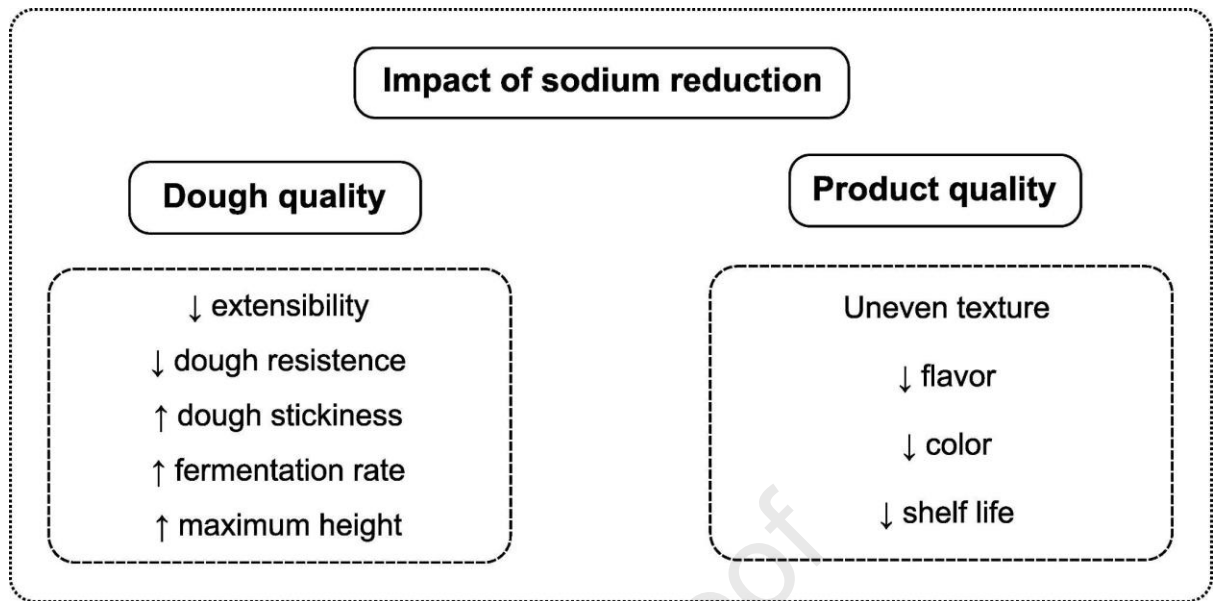 Impact of sodium reduction
Dough quality
↓ extensibility
↓ dough resistence
↑ dough stickiness
↑ fermentation rate
↑ maximum height
Product quality
Uneven texture
↓ flavor
↓ color
↓ shelf life